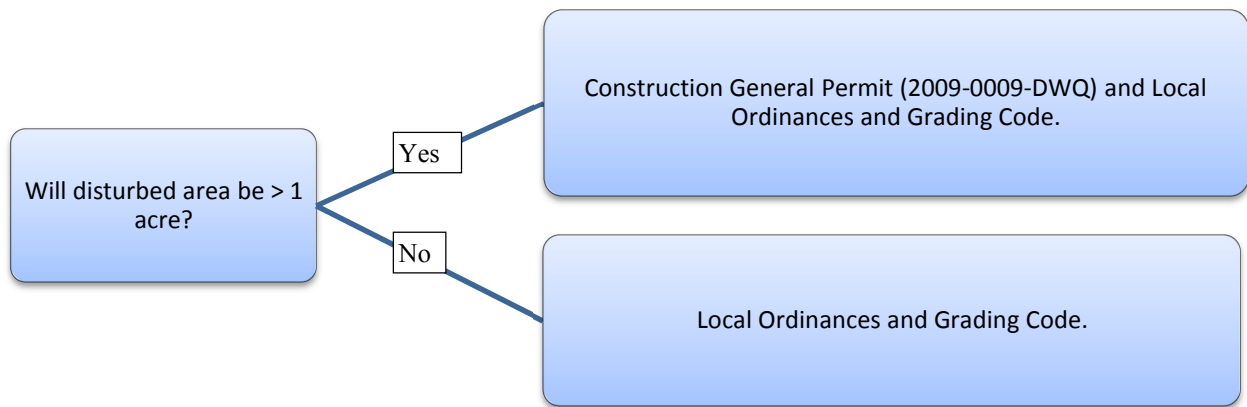 Construction General Permit (2009-0009-DWQ) and Local
Ordinances and Grading Code.
Yes
Will disturbed area be > 1
acre?
No
Local Ordinances and Grading Code.